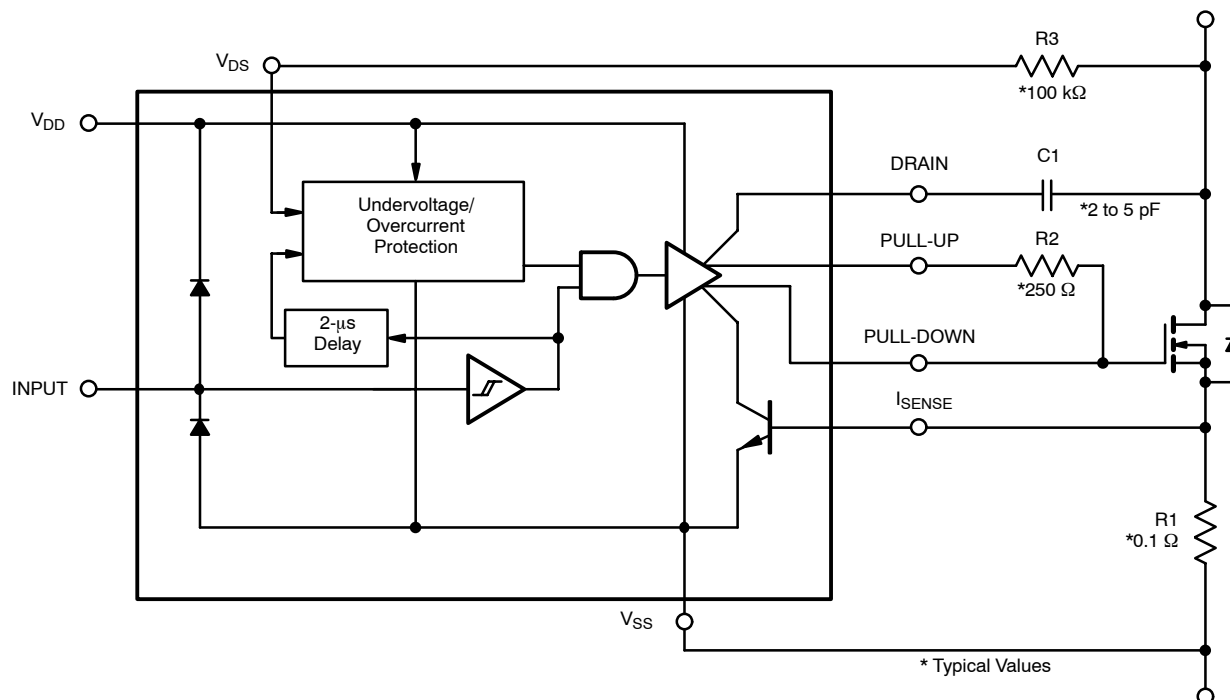 R3
V_DS
*100 kΩ
V_DD
DRAIN
C1
*2 to 5 pF
Undervoltage/
Overcurrent
Protection
PULL-UP
R2
*250 Ω
2-μs
Delay
PULL-DOWN
INPUT
I_SENSE
R1
*0.1 Ω
V_SS
* Typical Values